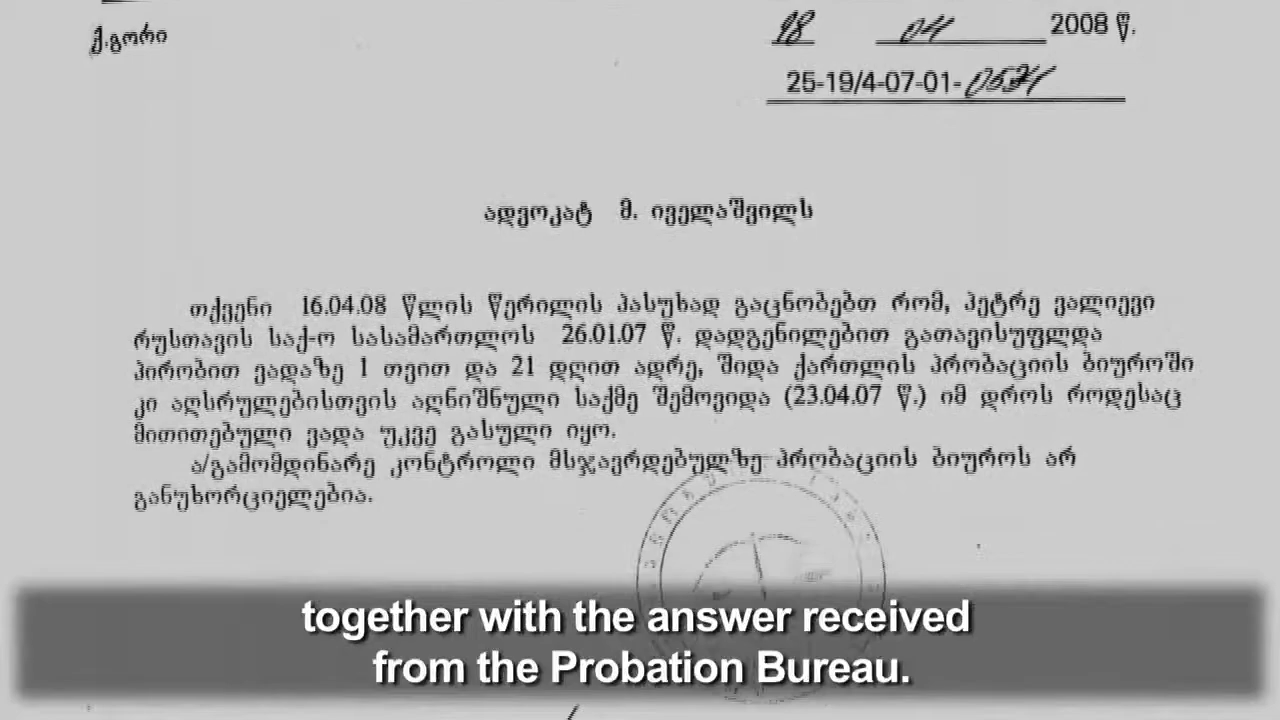 ქ.გორი
18 04 2008 წ.
25-19/4-07-01-
ადვოკატ მ. იველაშვილს
თქვენი 16.04.08 წლის წერილის პასუხად გაცნობებთ რომ, პეტრე ვალიევი
რუსთავის საქ-ო სასამართლოს 26.01.07 წ. დადგენილებით გათავისუფლდა
პირობით ვადაზე 1 თვით და 21 დღით ადრე, შიდა ქართლის პრობაციის ბიუროში
კი აღსრულებისთვის აღნიშნული საქმე შემოვიდა (23.04.07 წ.) იმ დროს როდესაც
მითითებული ვადა უკვე გასული იყო.
ა/გამომდინარე კონტროლი მსჯავრდებულზე პრობაციის ბიუროს არ
განუხორციელებია.
together with the answer received
from the Probation Bureau.